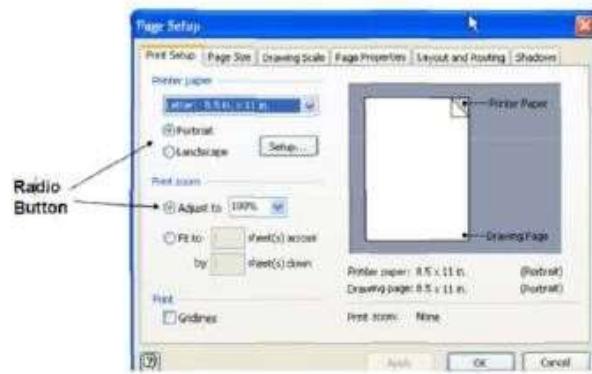 Page Setup
Print Setup Page Size Drawing Scale Page Properties Layout and Routing Shadows
Printer paper
Letter: 8.5 in. x 11 in.
Portrait
Landscape
Setup...
Printer Paper
Radio
Button
Print zoom
Adjust to 100%
Fit to sheet(s) across
by sheet(s) down
Drawing Page
Printer paper: 8.5 x 11 in. (Portrait)
Drawing page: 8.5 x 11 in. (Portrait)
Print
Gridlines
Print zoom: None
Apply OK Cancel